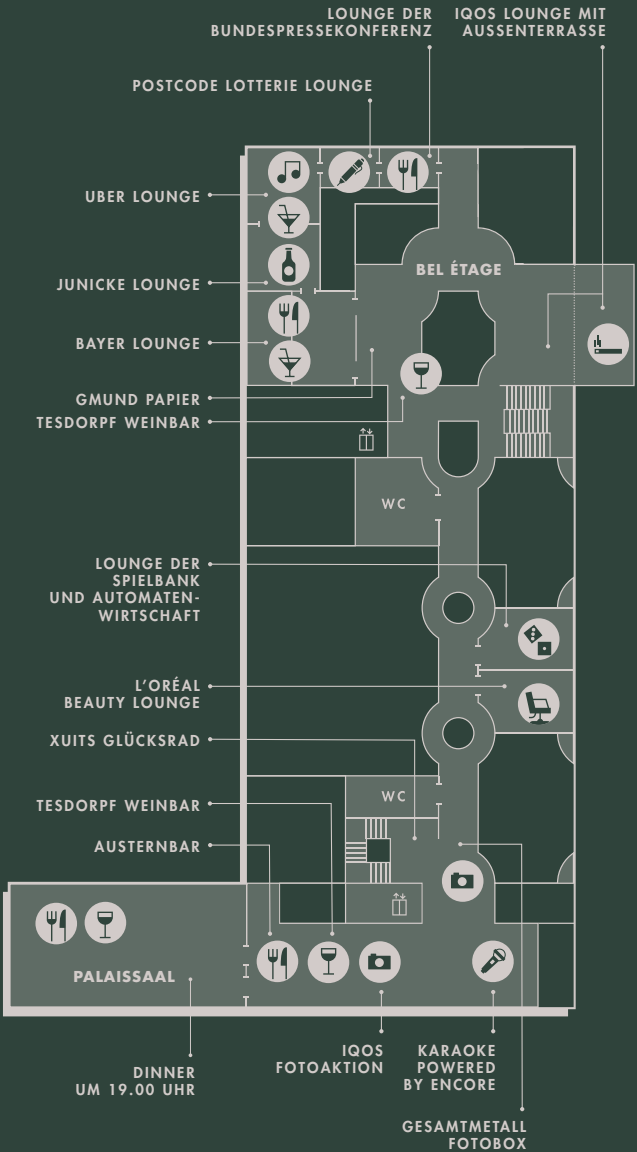 LOUNGE DER
BUNDESPRESSEKONFERENZ
IQOS LOUNGE MIT
AUSSENTERRASSE
POSTCODE LOTTERIE LOUNGE
UBER LOUNGE
BEL ÉTAGE
JUNICKE LOUNGE
BAYER LOUNGE
GMUND PAPIER
TESDORPF WEINBAR
WC
LOUNGE DER
SPIELBANK
UND AUTOMATEN-
WIRTSCHAFT
L’ORÉAL
BEAUTY LOUNGE
XUITS GLÜCKSRAD
WC
TESDORPF WEINBAR
AUSTERNBAR
PALAISSAAL
DINNER
UM 19.00 UHR
IQOS
FOTOAKTION
KARAOKE
POWERED
BY ENCORE
GESAMTMETALL
FOTOBOX